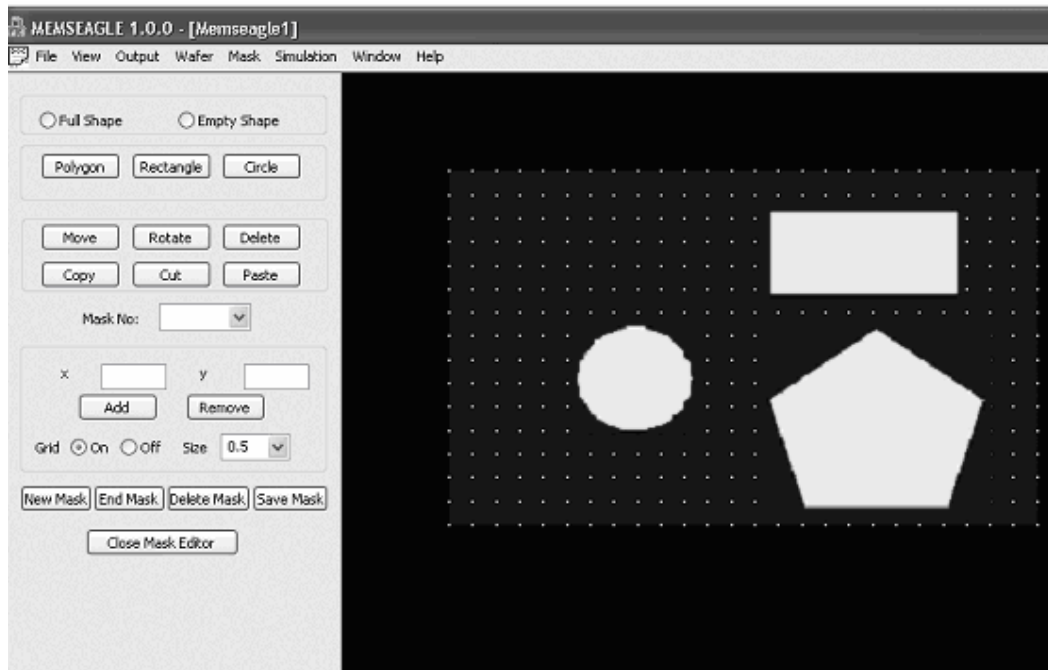 MEMSEAGLE 1.0.0 - [Memseagle1]
File View Output Wafer Mask Simulation Window Help
Full Shape Empty Shape
Polygon Rectangle Circle
Move Rotate Delete
Copy Cut Paste
Mask No:
x y
Add Remove
Grid On Off Size 0.5
New Mask End Mask Delete Mask Save Mask
Close Mask Editor